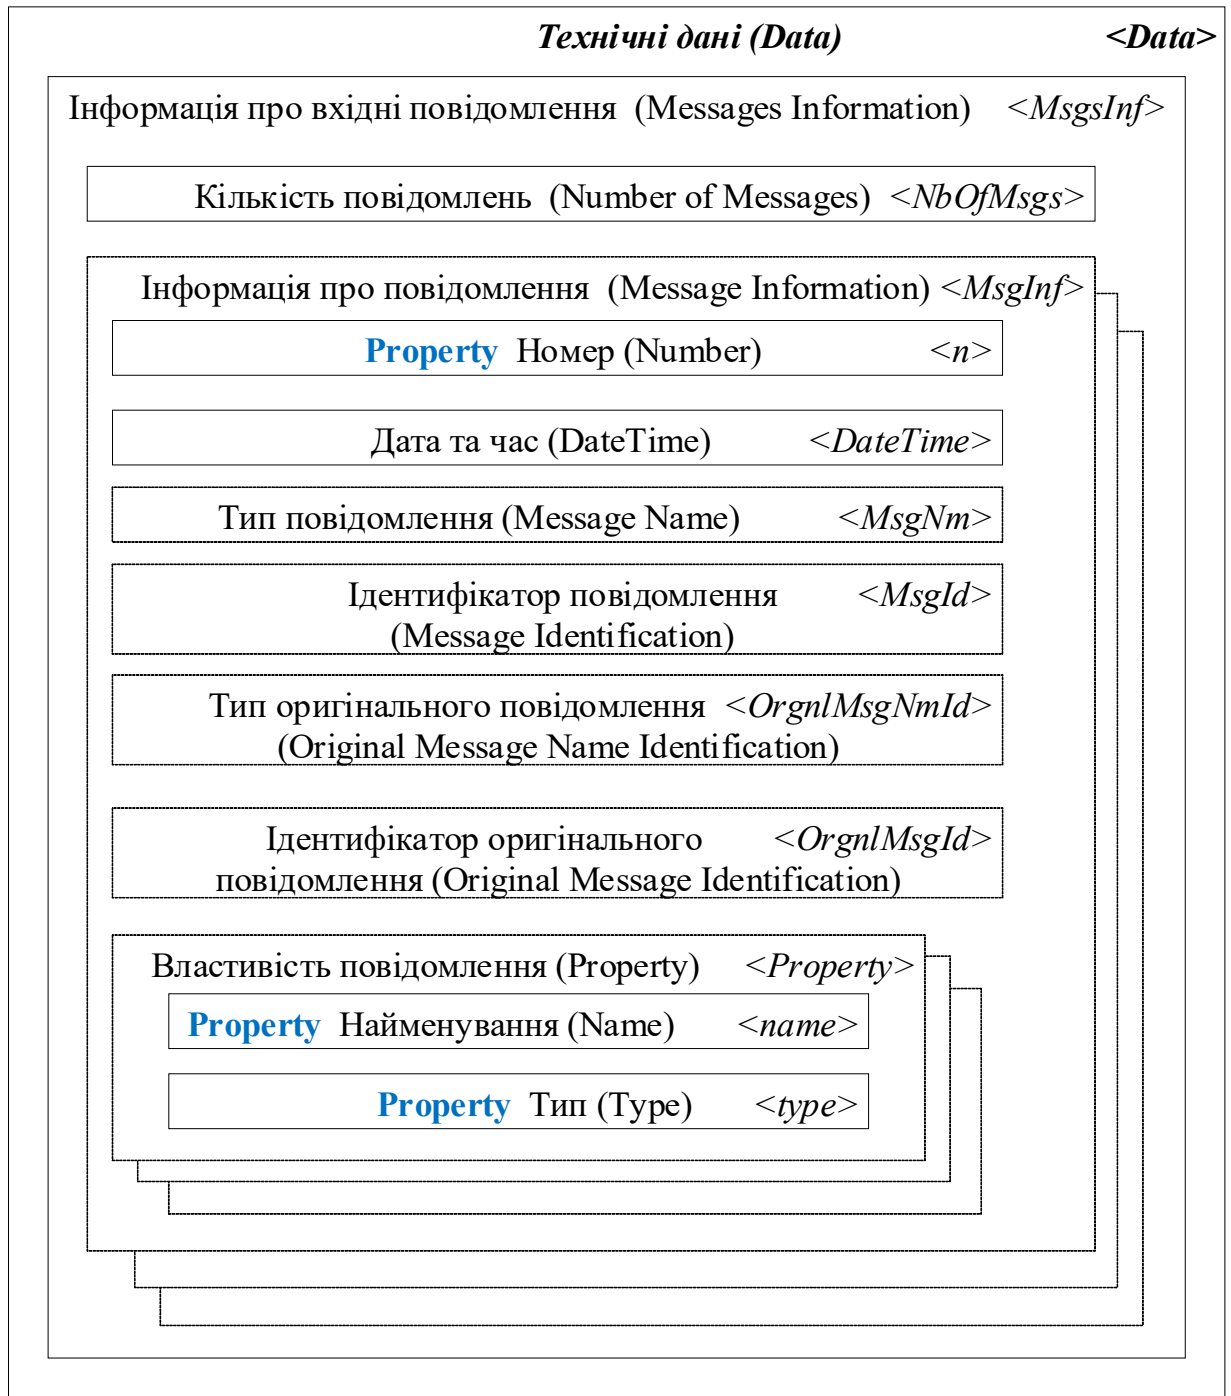 Технічні дані (Data) <Data>
Інформація про вхідні повідомлення (Messages Information) <MsgsInf>
Кількість повідомлень (Number of Messages) <NbOfMsgs>
Інформація про повідомлення (Message Information) <MsgInf>
Property Номер (Number) <n>
Дата та час (DateTime) <DateTime>
Тип повідомлення (Message Name) <MsgNm>
Ідентифікатор повідомлення <MsgId>
(Message Identification)
Тип оригінального повідомлення <OrgnlMsgNmId>
(Original Message Name Identification)
Ідентифікатор оригінального <OrgnlMsgId>
повідомлення (Original Message Identification)
Властивість повідомлення (Property) <Property>
Property Найменування (Name) <name>
Property Тип (Type) <type>